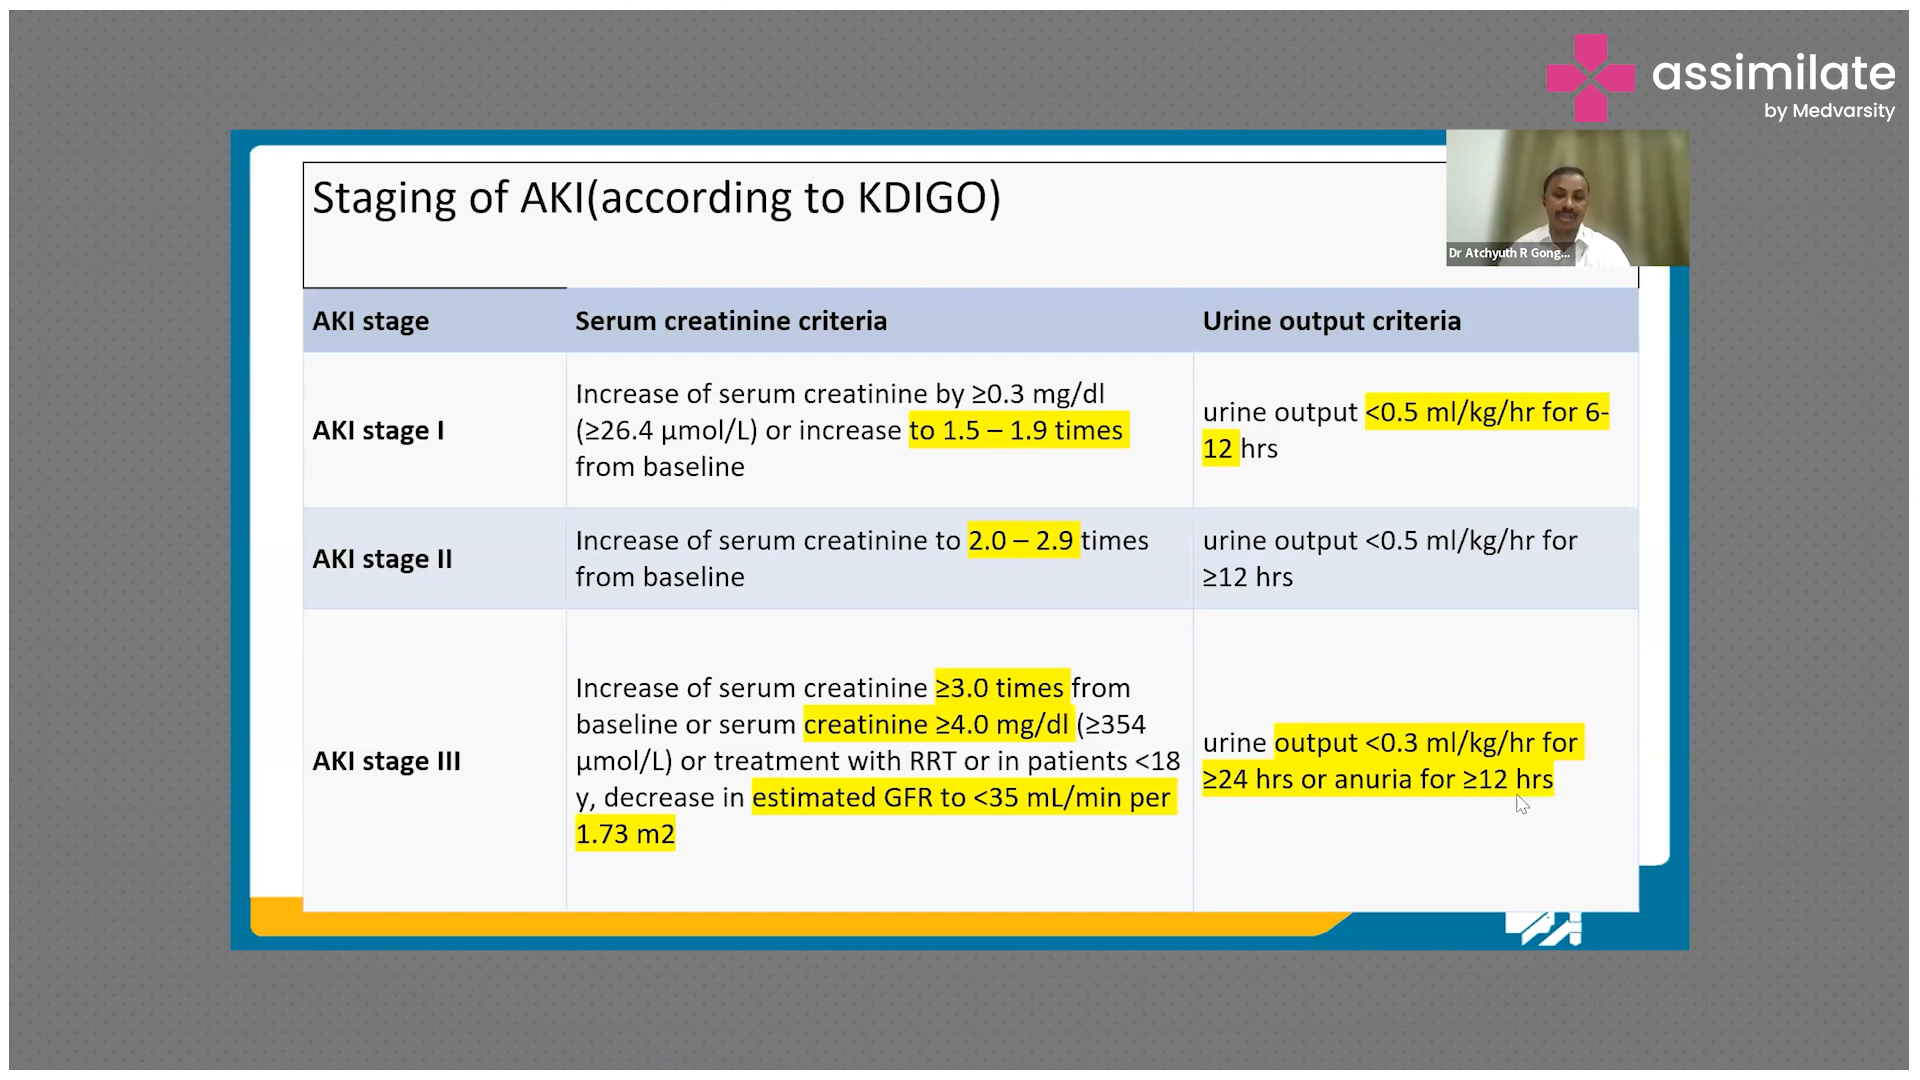 assimilate
by Medvarsity
Dr Atchyuth R Gong...
Staging of AKI(according to KDIGO)
AKI stage
Serum creatinine criteria
Urine output criteria
AKI stage I
Increase of serum creatinine by ≥0.3 mg/dl
(≥26.4 μmol/L) or increase to 1.5 – 1.9 times
from baseline
urine output <0.5 ml/kg/hr for 6-
12 hrs
AKI stage II
Increase of serum creatinine to 2.0 – 2.9 times
from baseline
urine output <0.5 ml/kg/hr for
≥12 hrs
AKI stage III
Increase of serum creatinine ≥3.0 times from
baseline or serum creatinine ≥4.0 mg/dl (≥354
μmol/L) or treatment with RRT or in patients <18
y, decrease in estimated GFR to <35 mL/min per
1.73 m2
urine output <0.3 ml/kg/hr for
≥24 hrs or anuria for ≥12 hrs